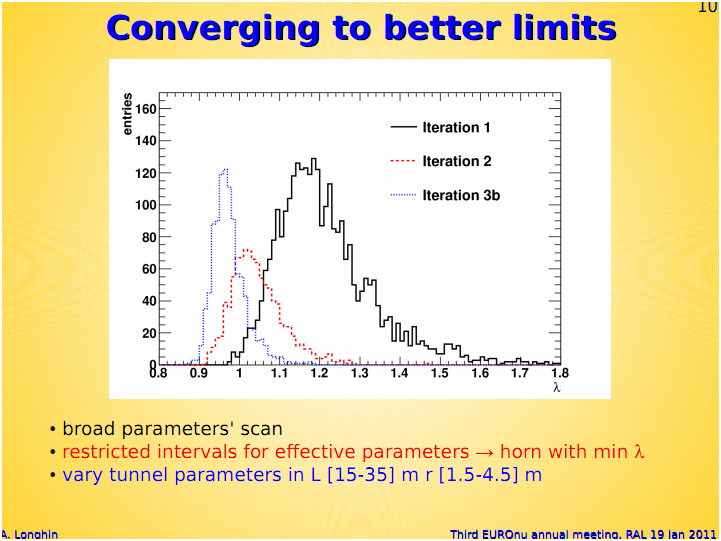 10
Converging to better limits
entries
160
140
120
100
80
60
40
20
0
Iteration 1
Iteration 2
Iteration 3b
0.8 0.9 1 1.1 1.2 1.3 1.4 1.5 1.6 1.7 1.8
λ
• broad parameters' scan
• restricted intervals for effective parameters → horn with min λ
• vary tunnel parameters in L [15-35] m r [1.5-4.5] m
A. Longhin
Third EUROnu annual meeting, RAL 19 Jan 2011